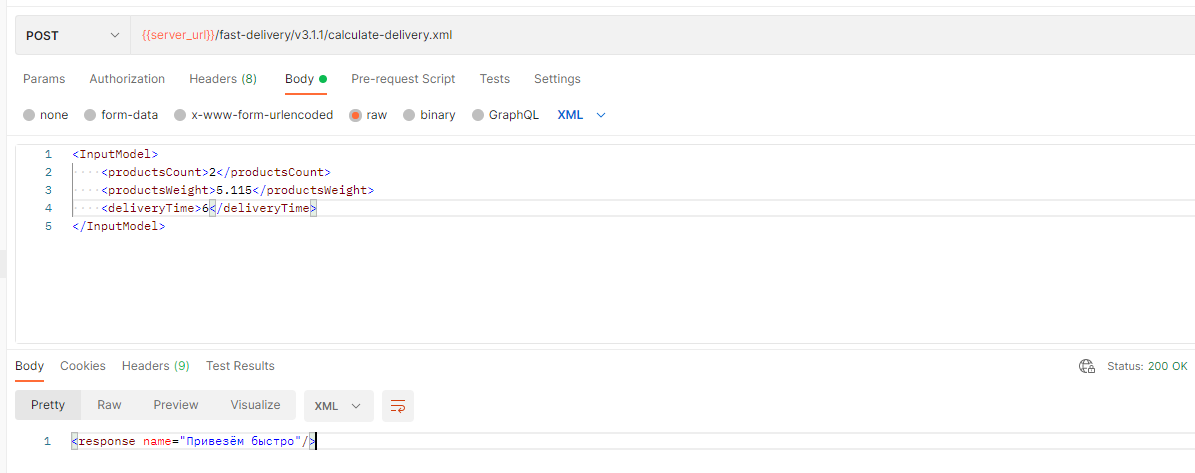 POST {{server_url}}/fast-delivery/v3.1.1/calculate-delivery.xml
Params Authorization Headers (8) Body Pre-request Script Tests Settings
none form-data x-www-form-urlencoded raw binary GraphQL XML
1 <InputModel>
2 ····<productsCount>2</productsCount>
3 ····<productsWeight>5.115</productsWeight>
4 ····<deliveryTime>6</deliveryTime>
5 </InputModel>
Body Cookies Headers (9) Test Results Status: 200 OK
Pretty Raw Preview Visualize XML
1 <response name="Привезём быстро"/>